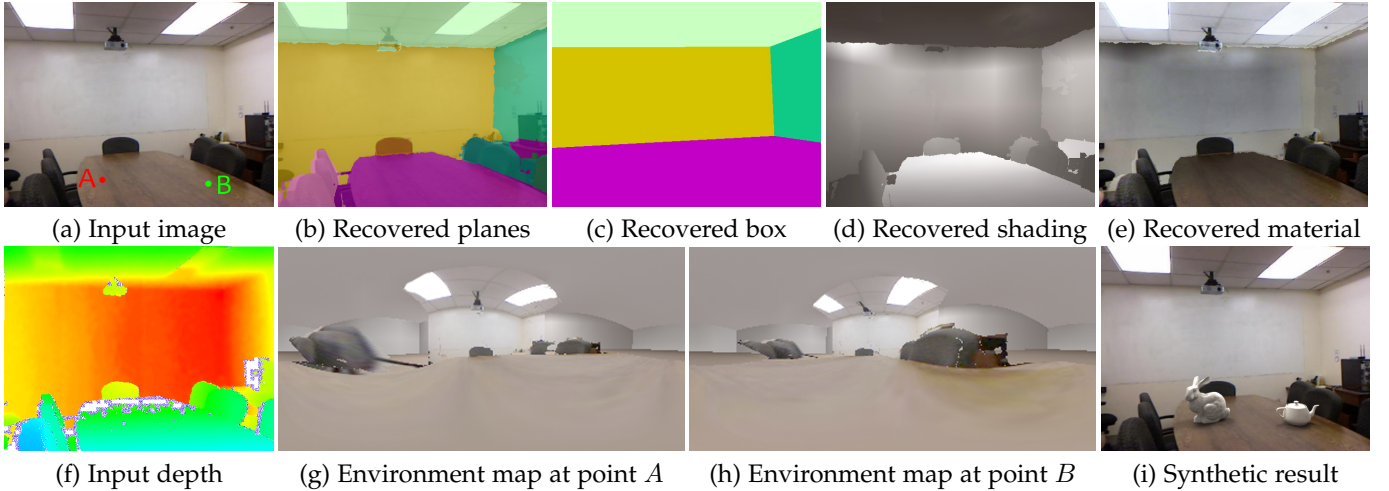 A B
(a) Input image
(b) Recovered planes
(c) Recovered box
(d) Recovered shading
(e) Recovered material
(f) Input depth
(g) Environment map at point A
(h) Environment map at point B
(i) Synthetic result